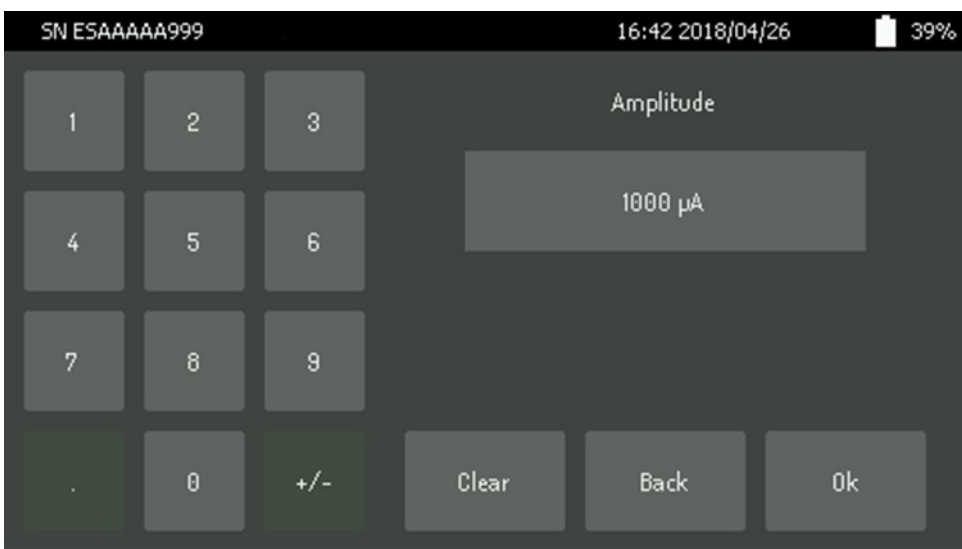 SN ESAAAAA999 16:42 2018/04/26 39%
Amplitude
1 2 3
1000 µA
4 5 6
7 8 9
. 0 +/- Clear Back Ok